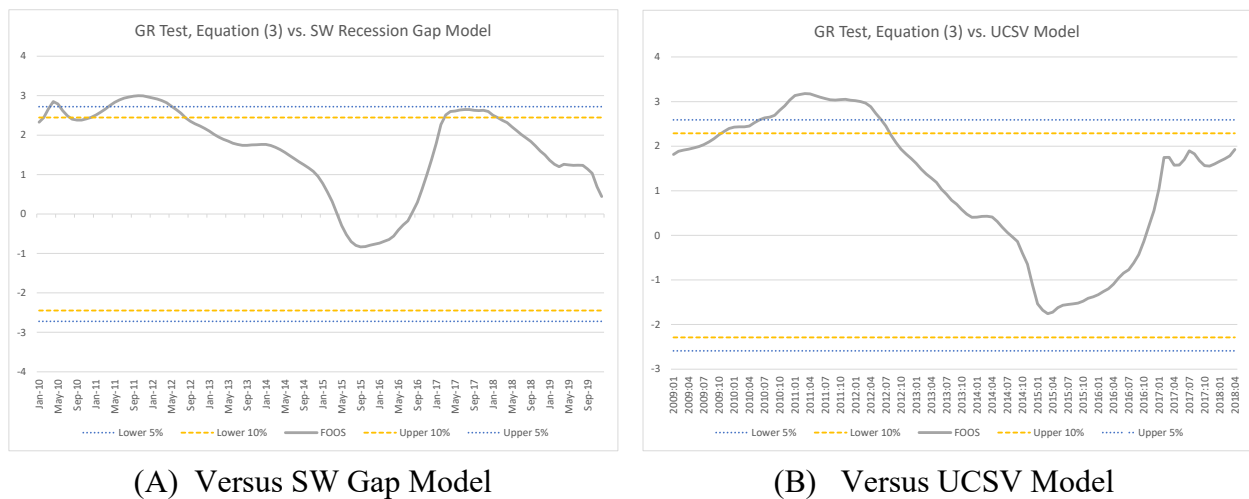 GR Test, Equation (3) vs. SW Recession Gap Model
4
3
2
1
0
-1
-2
-3
-4
Jan-10
May-10
Sep-10
Jan-11
May-11
Sep-11
Jan-12
May-12
Sep-12
Jan-13
May-13
Sep-13
Jan-14
May-14
Sep-14
Jan-15
May-15
Sep-15
Jan-16
May-16
Sep-16
Jan-17
May-17
Sep-17
Jan-18
May-18
Sep-18
Jan-19
May-19
Sep-19
Lower 5% Lower 10% FOOS Upper 10% Upper 5%
(A) Versus SW Gap Model
GR Test, Equation (3) vs. UCSV Model
4
3
2
1
0
-1
-2
-3
2009:01
2009:04
2009:07
2009:10
2010:01
2010:04
2010:07
2010:10
2011:01
2011:04
2011:07
2011:10
2012:01
2012:04
2012:07
2012:10
2013:01
2013:04
2013:07
2013:10
2014:01
2014:04
2014:07
2014:10
2015:01
2015:04
2015:07
2015:10
2016:01
2016:04
2016:07
2016:10
2017:01
2017:04
2017:07
2017:10
2018:01
2018:04
Lower 5% Lower 10% FOOS Upper 10% Upper 5%
(B) Versus UCSV Model